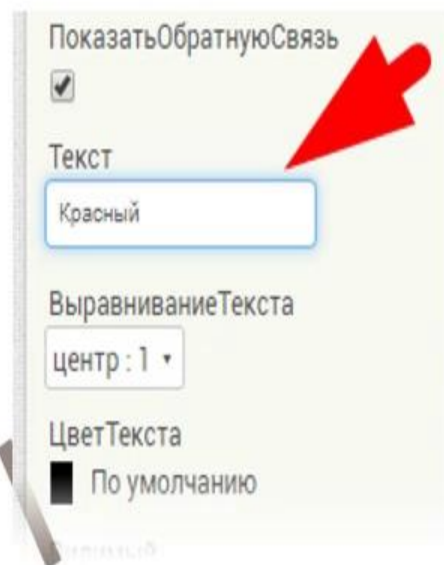 ПоказатьОбратнуюСвязь
Текст
Красный
ВыравниваниеТекста
центр : 1
ЦветТекста
По умолчанию